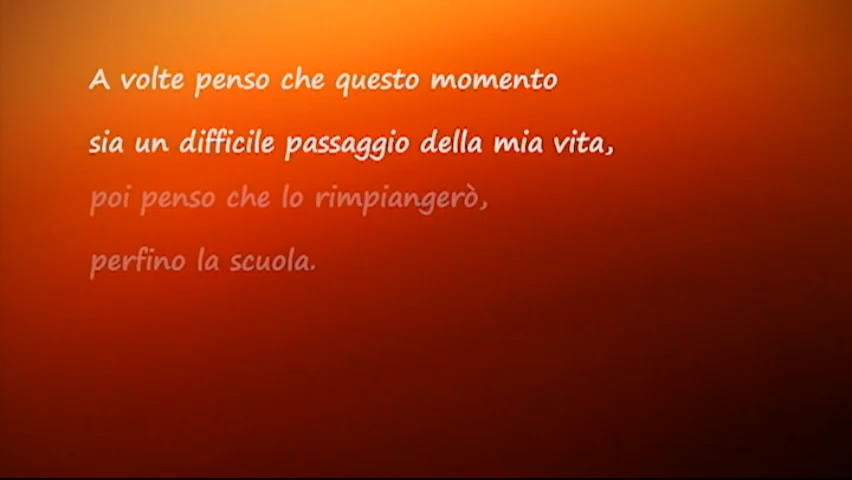 A volte penso che questo momento
sia un difficile passaggio della mia vita,
poi penso che lo rimpiangerò,
perfino la scuola.